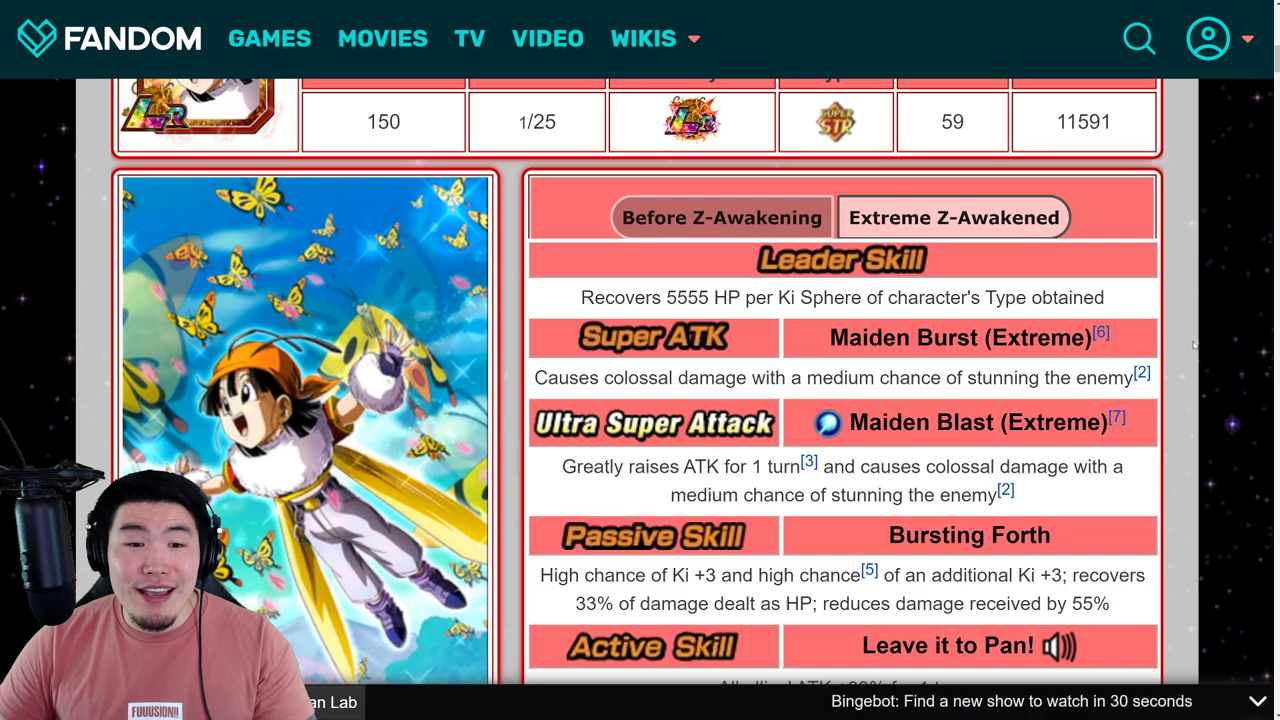 FANDOM GAMES MOVIES TV VIDEO WIKIS
LR 150 1/25 LR SUPER STR 59 11591
Before Z-Awakening Extreme Z-Awakened
Leader Skill
Recovers 5555 HP per Ki Sphere of character's Type obtained
Super ATK Maiden Burst (Extreme)[6]
Causes colossal damage with a medium chance of stunning the enemy[2]
Ultra Super Attack Maiden Blast (Extreme)[7]
Greatly raises ATK for 1 turn[3] and causes colossal damage with a
medium chance of stunning the enemy[2]
Passive Skill Bursting Forth
High chance of Ki +3 and high chance[5] of an additional Ki +3; recovers
33% of damage dealt as HP; reduces damage received by 55%
Active Skill Leave it to Pan!
FUUUSION!!
an Lab Bingebot: Find a new show to watch in 30 seconds